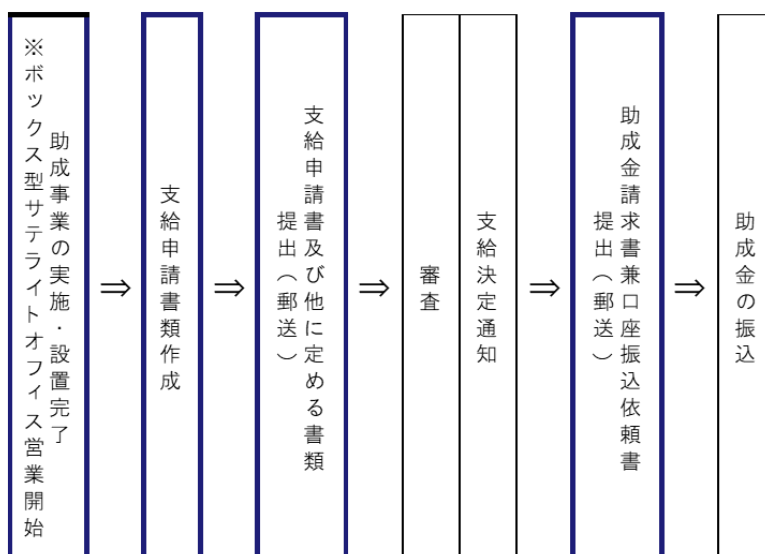 助成事業の実施・設置完了
※ボックス型サテライトオフィス営業開始
⇒
支給申請書類作成
⇒
支給申請書及び他に定める書類
提出（郵送）
⇒
審査
支給決定通知
⇒
助成金請求書兼口座振込依頼書
提出（郵送）
⇒
助成金の振込